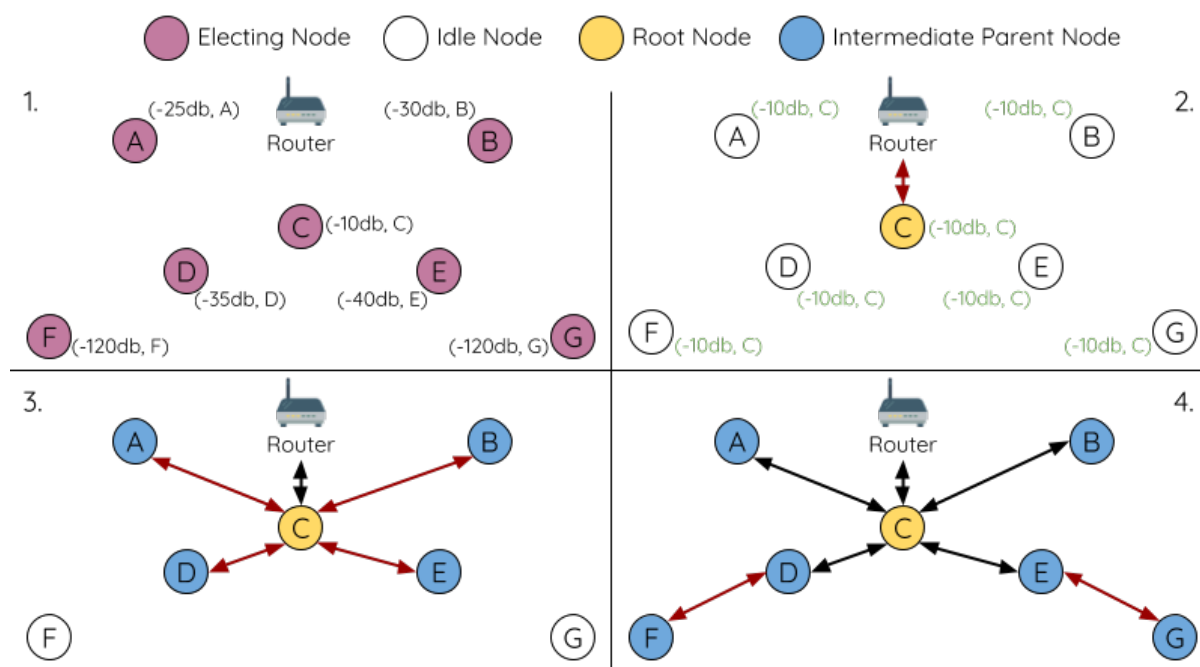 Electing Node
Idle Node
Root Node
Intermediate Parent Node
1.
(-25db, A)
A
Router
(-30db, B)
B
C
(-10db, C)
D
(-35db, D)
E
(-40db, E)
F
(-120db, F)
G
(-120db, G)
2.
(-10db, C)
A
Router
(-10db, C)
B
C
(-10db, C)
D
(-10db, C)
E
(-10db, C)
F
(-10db, C)
G
(-10db, C)
3.
A
Router
B
C
D
E
F
G
4.
A
Router
B
C
D
E
F
G